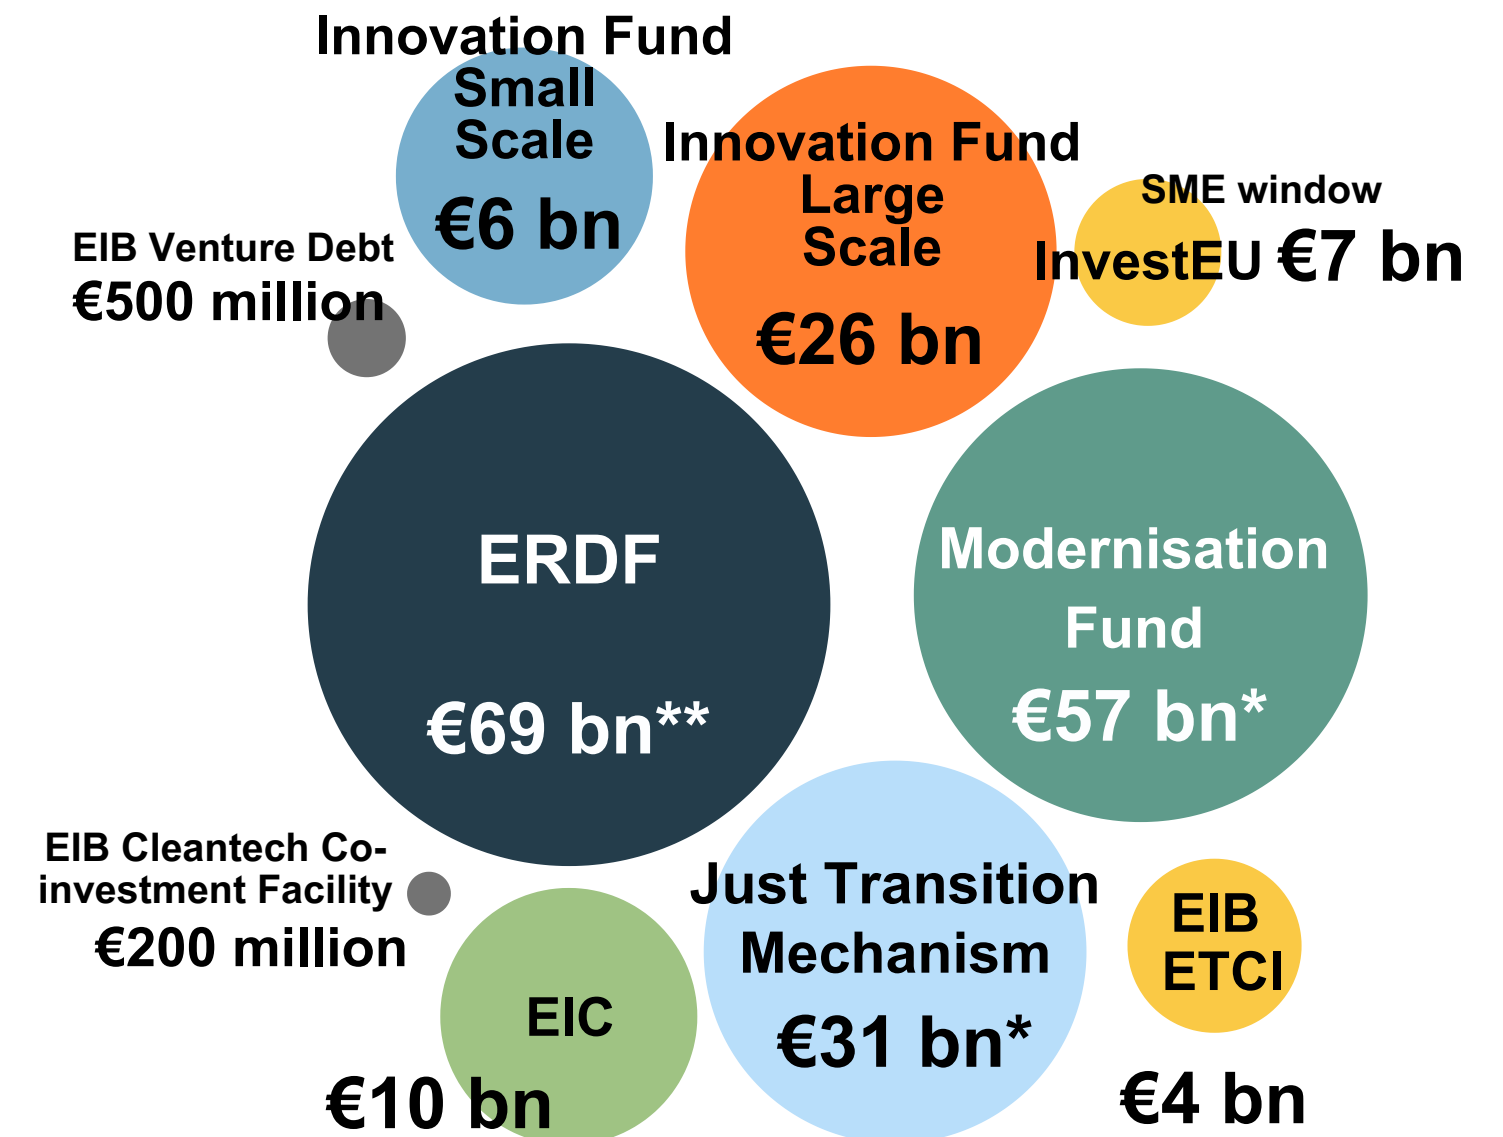 Innovation Fund
Small
Scale
€6 bn
Innovation Fund
Large
Scale
€26 bn
SME window
InvestEU €7 bn
EIB Venture Debt
€500 million
ERDF
€69 bn**
Modernisation
Fund
€57 bn*
EIB Cleantech Co-
investment Facility
€200 million
EIC
€10 bn
Just Transition
Mechanism
€31 bn*
EIB
ETCI
€4 bn